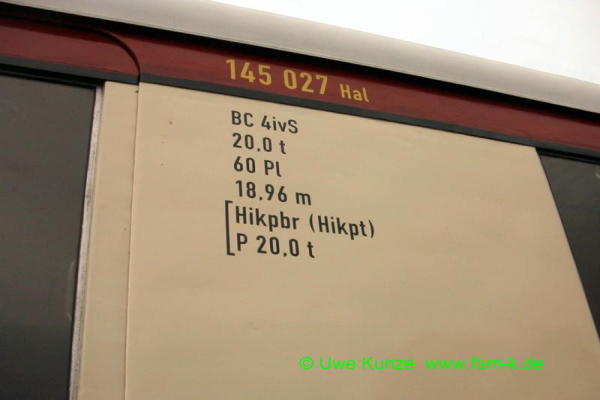 145 027 Hal
BC 4ivS
20,0 t
60 Pl
18,96 m
Hikpbr (Hikpt)
P 20,0 t
© Uwe Kunze www.fam-k.de